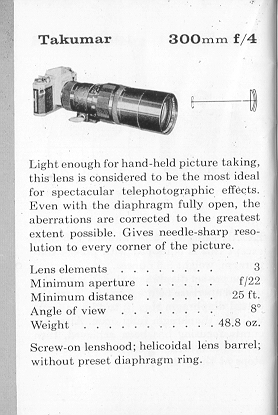 Takumar 300mm f/4
Light enough for hand-held picture taking,
this lens is considered to be the most ideal
for spectacular telephotographic effects.
Even with the diaphragm fully open, the
aberrations are corrected to the greatest
extent possible. Gives needle-sharp reso-
lution to every corner of the picture.
Lens elements . . . . . . . . 3
Minimum aperture . . . . . . f/22
Minimum distance . . . . . . 25 ft.
Angle of view . . . . . . . . 8°
Weight . . . . . . . . . . 48.8 oz.
Screw-on lenshood; helicoidal lens barrel;
without preset diaphragm ring.